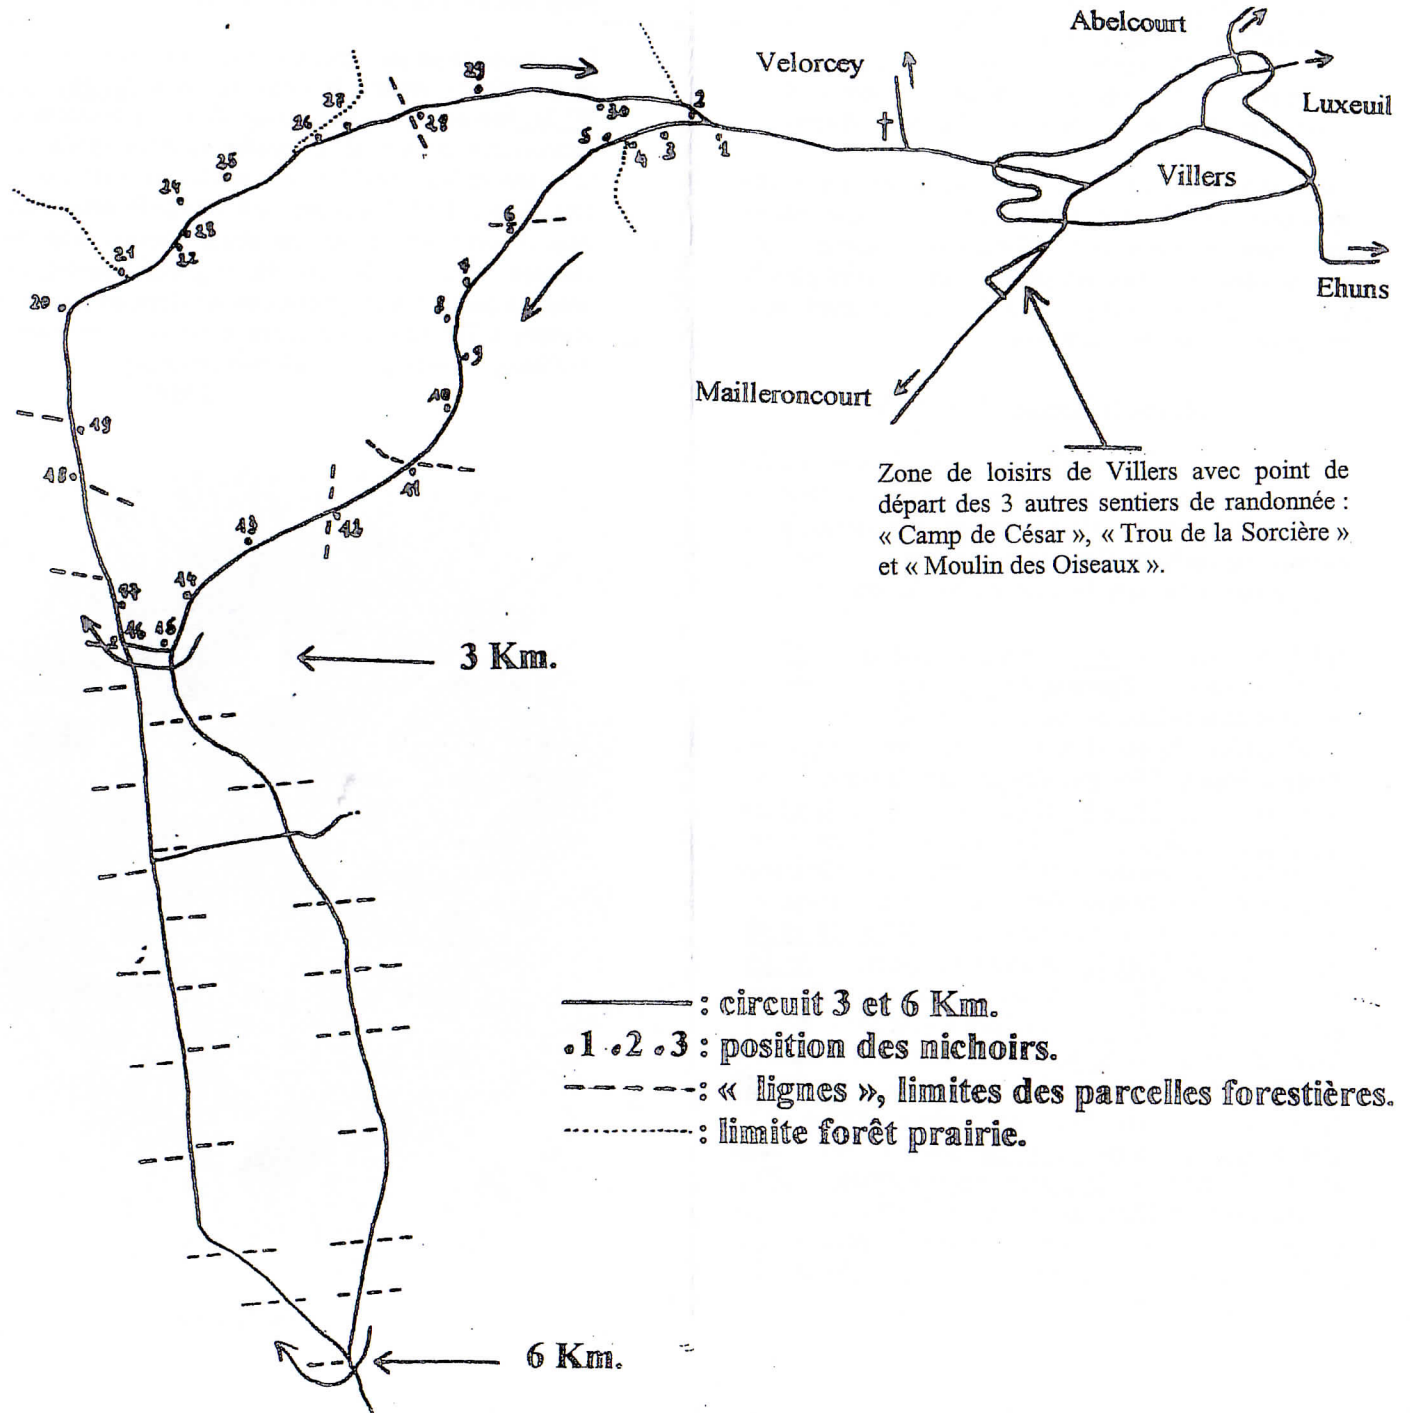 Abelcourt
Velorcey
Luxeuil
Villers
Ehuns
Mailleroncourt
Zone de loisirs de Villers avec point de
départ des 3 autres sentiers de randonnée :
« Camp de César », « Trou de la Sorcière »
et « Moulin des Oiseaux ».
29
27
26
28
30
2
5
4
3
1
25
24
23
22
21
20
6
7
8
9
10
19
18
11
12
13
14
17
16
15
3 Km.
: circuit 3 et 6 Km.
.1 .2 .3 : position des nichoirs.
: « lignes », limites des parcelles forestières.
: limite forêt prairie.
6 Km.